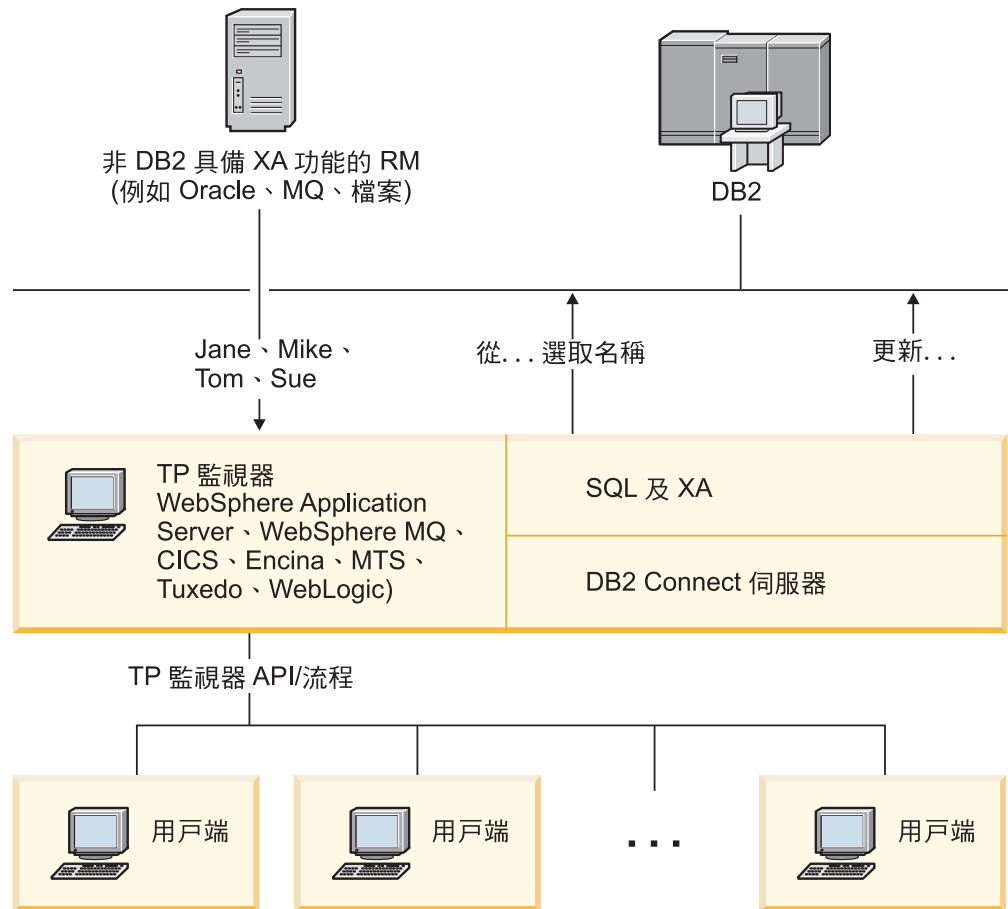 非 DB2 具備 XA 功能的 RM
(例如 Oracle、MQ、檔案)
DB2
Jane、Mike、
Tom、Sue
從. . . 選取名稱
更新. . .
TP 監視器
WebSphere Application
Server、WebSphere MQ、
CICS、Encina、MTS、
Tuxedo、WebLogic)
SQL 及 XA
DB2 Connect 伺服器
TP 監視器 API/流程
用戶端
用戶端
. . .
用戶端